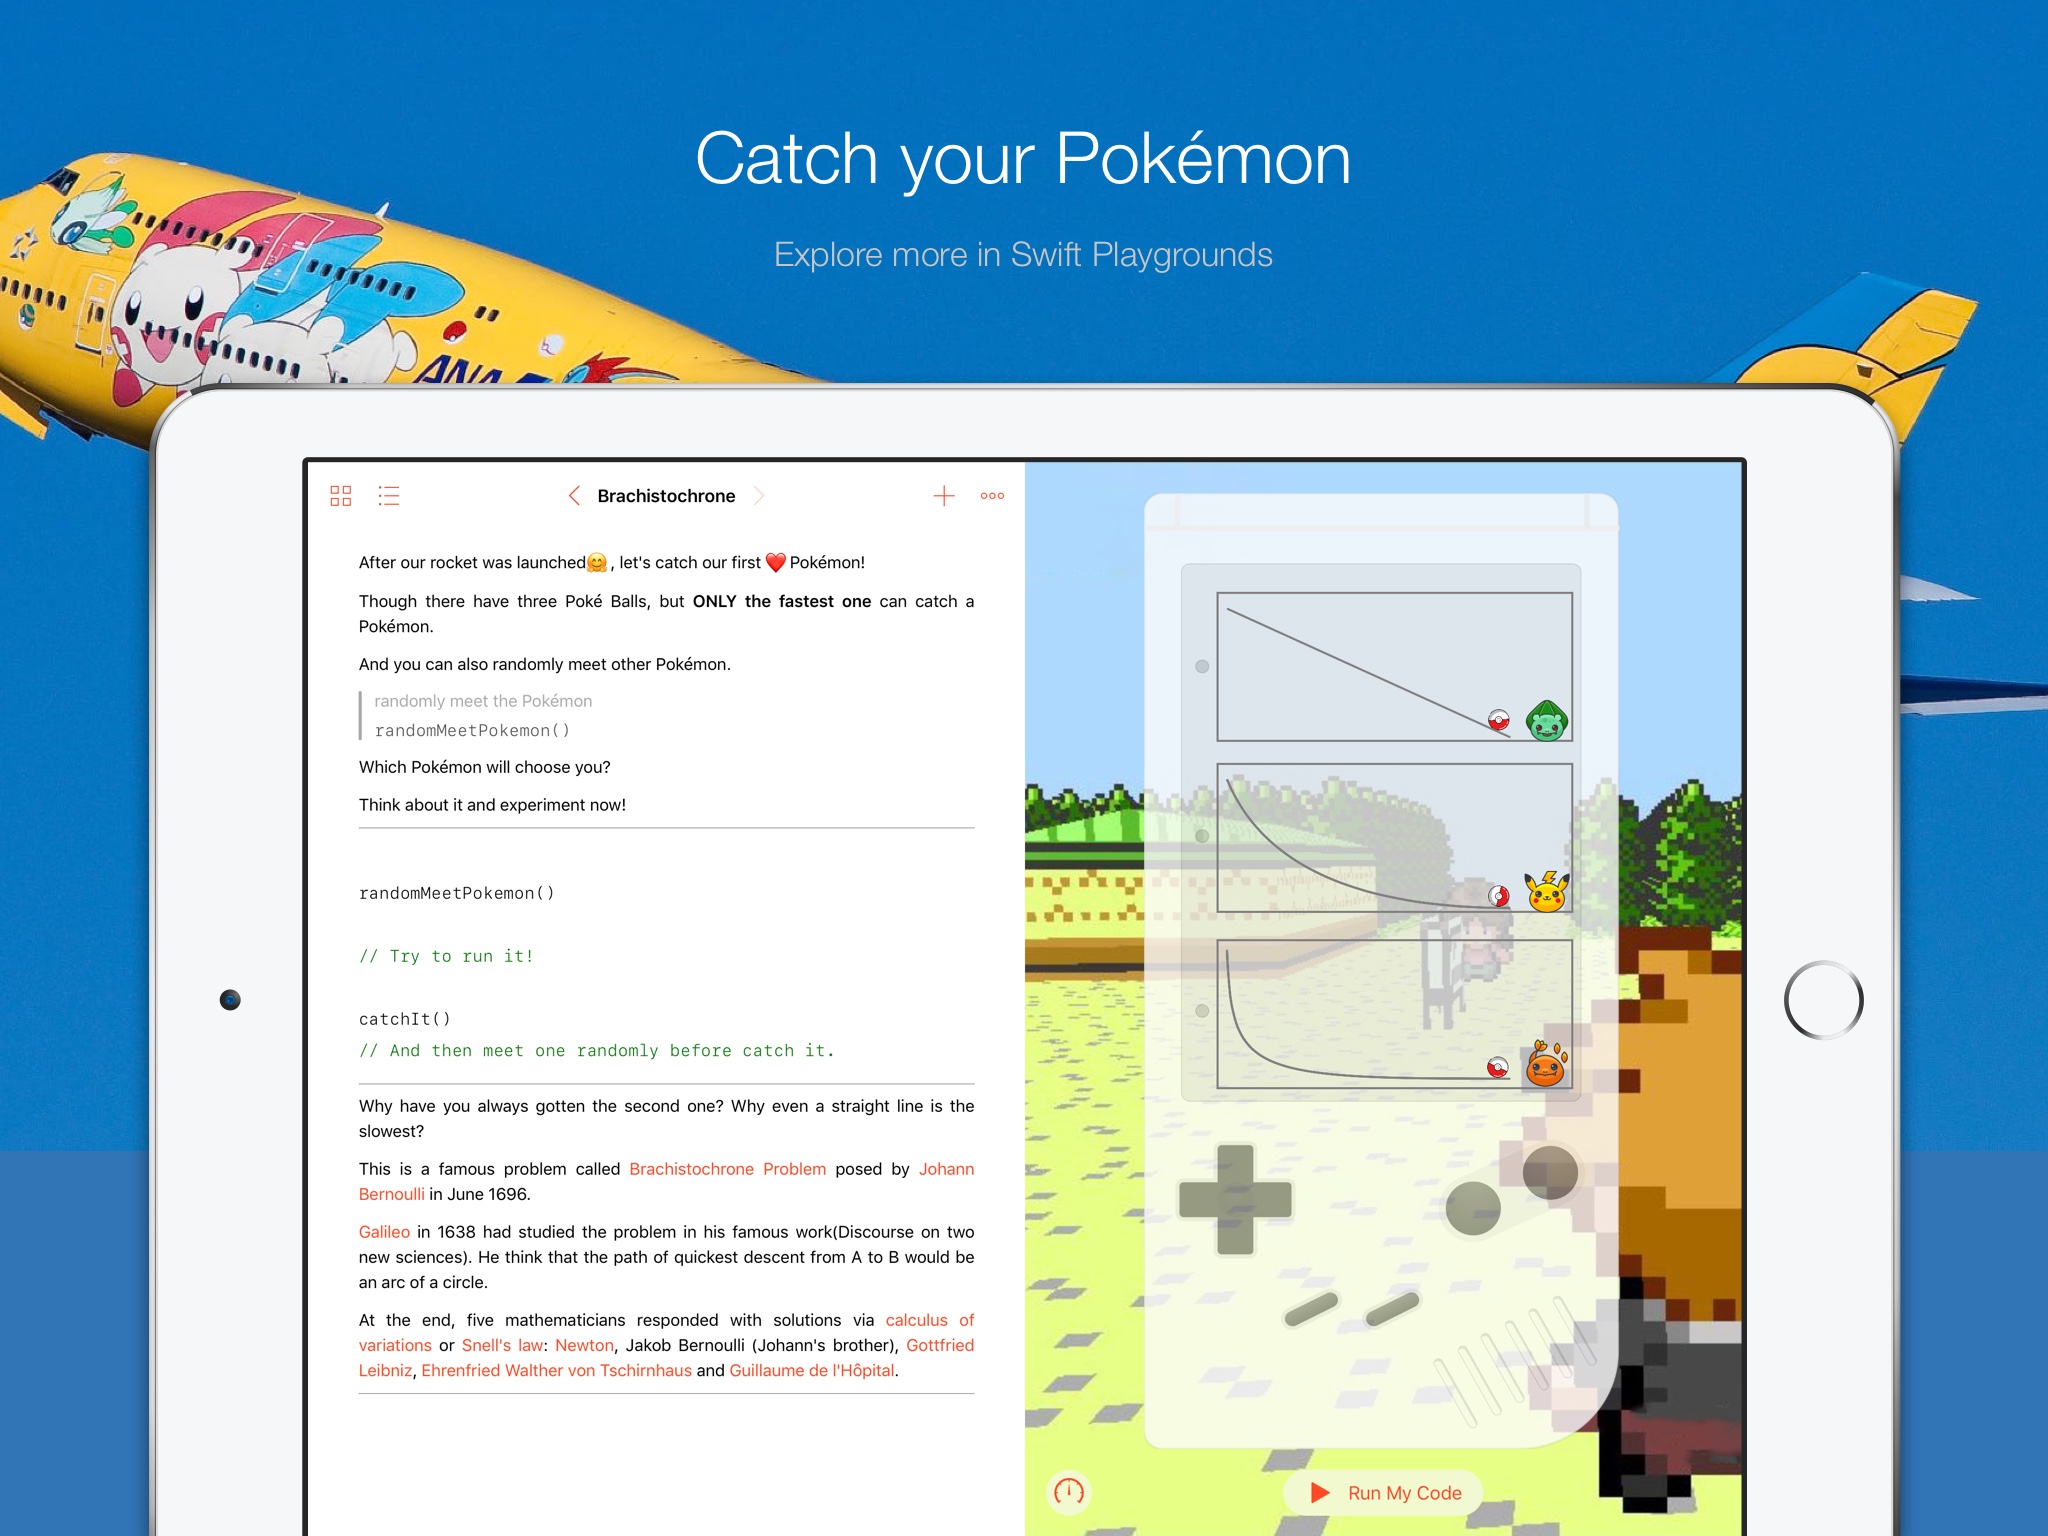 Catch your Pokémon
Explore more in Swift Playgrounds
ANA
Brachistochrone
After our rocket was launched🤗, let's catch our first ❤️ Pokémon!
Though there have three Poké Balls, but ONLY the fastest one can catch a
Pokémon.
And you can also randomly meet other Pokémon.
randomly meet the Pokémon
randomMeetPokemon()
Which Pokémon will choose you?
Think about it and experiment now!
randomMeetPokemon()
// Try to run it!
catchIt()
// And then meet one randomly before catch it.
Why have you always gotten the second one? Why even a straight line is the
slowest?
This is a famous problem called Brachistochrone Problem posed by Johann
Bernoulli in June 1696.
Galileo in 1638 had studied the problem in his famous work(Discourse on two
new sciences). He think that the path of quickest descent from A to B would be
an arc of a circle.
At the end, five mathematicians responded with solutions via calculus of
variations or Snell's law: Newton, Jakob Bernoulli (Johann's brother), Gottfried
Leibniz, Ehrenfried Walther von Tschirnhaus and Guillaume de l'Hôpital.
Run My Code